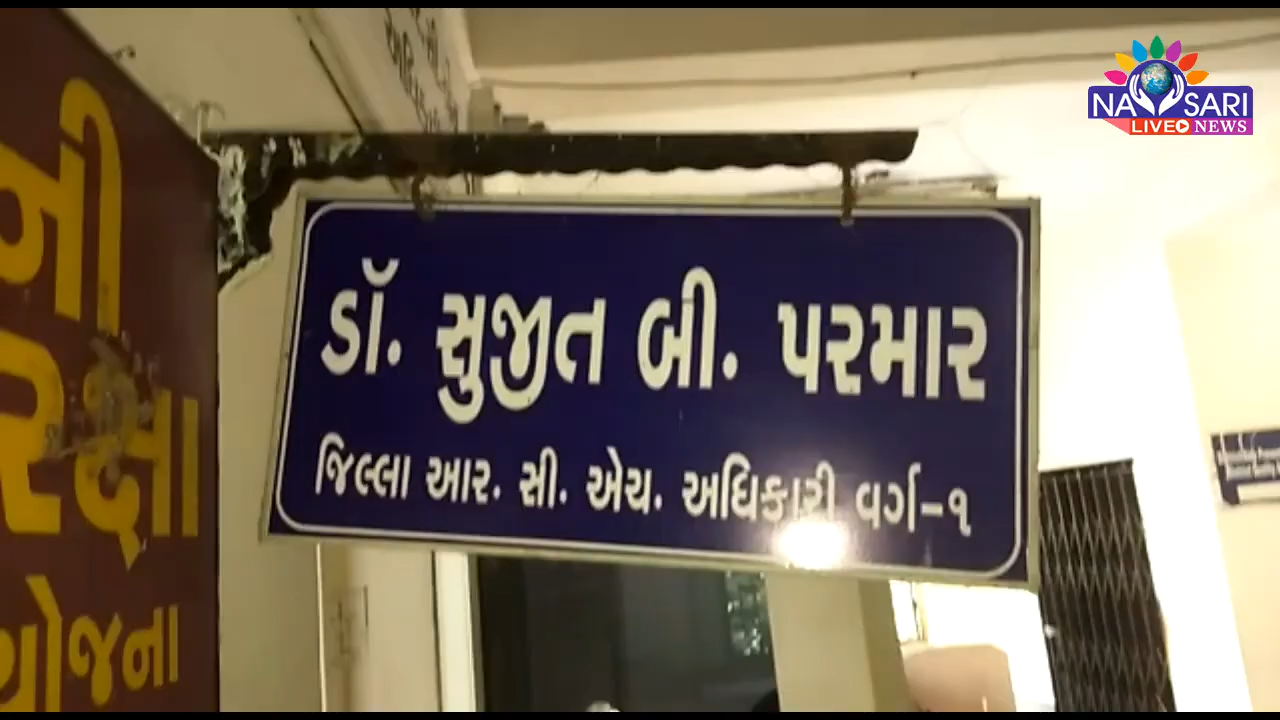 NAVSARI
LIVE NEWS
ડૉ. સુજીત બી. પરમાર
જિલ્લા આર. સી. એચ. અધિકારી વર્ગ-૧
યોજના